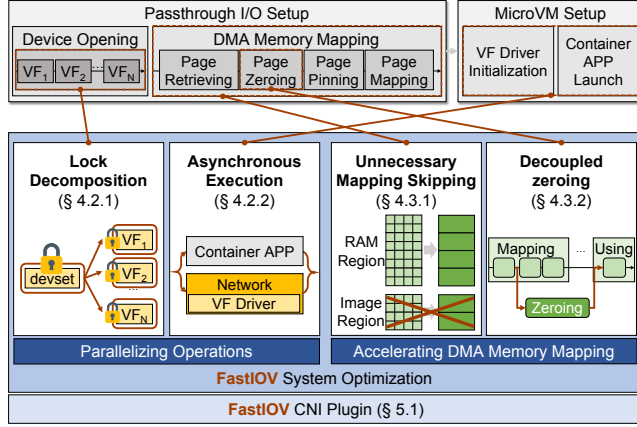 Passthrough I/O Setup
MicroVM Setup
Device Opening
VF1 VF2 ... VFN
DMA Memory Mapping
Page Retrieving
Page Zeroing
Page Pinning
Page Mapping
VF Driver
Initialization
Container
APP
Launch
Lock
Decomposition
(§ 4.2.1)
devset
VF1
VF2
...
VFN
Asynchronous
Execution
(§ 4.2.2)
Container APP
Network
VF Driver
Unnecessary
Mapping Skipping
(§ 4.3.1)
RAM
Region
Image
Region
Decoupled
zeroing
(§ 4.3.2)
Mapping ... Using
Zeroing
Parallelizing Operations
Accelerating DMA Memory Mapping
FastIOV System Optimization
FastIOV CNI Plugin (§ 5.1)